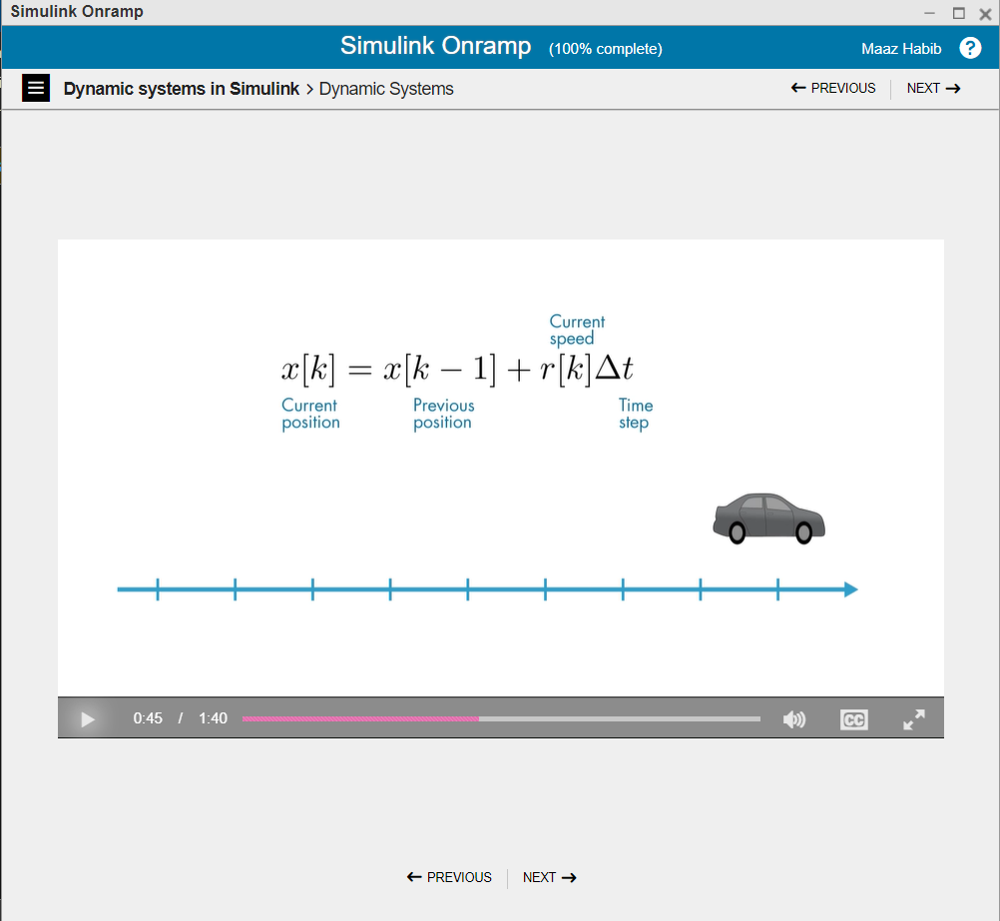 Simulink Onramp
Simulink Onramp (100% complete) Maaz Habib ?
Dynamic systems in Simulink > Dynamic Systems ← PREVIOUS NEXT →
Current
speed
x[k] = x[k − 1] + r[k]Δt
Current
position
Previous
position
Time
step
0:45 / 1:40 CC
← PREVIOUS NEXT →